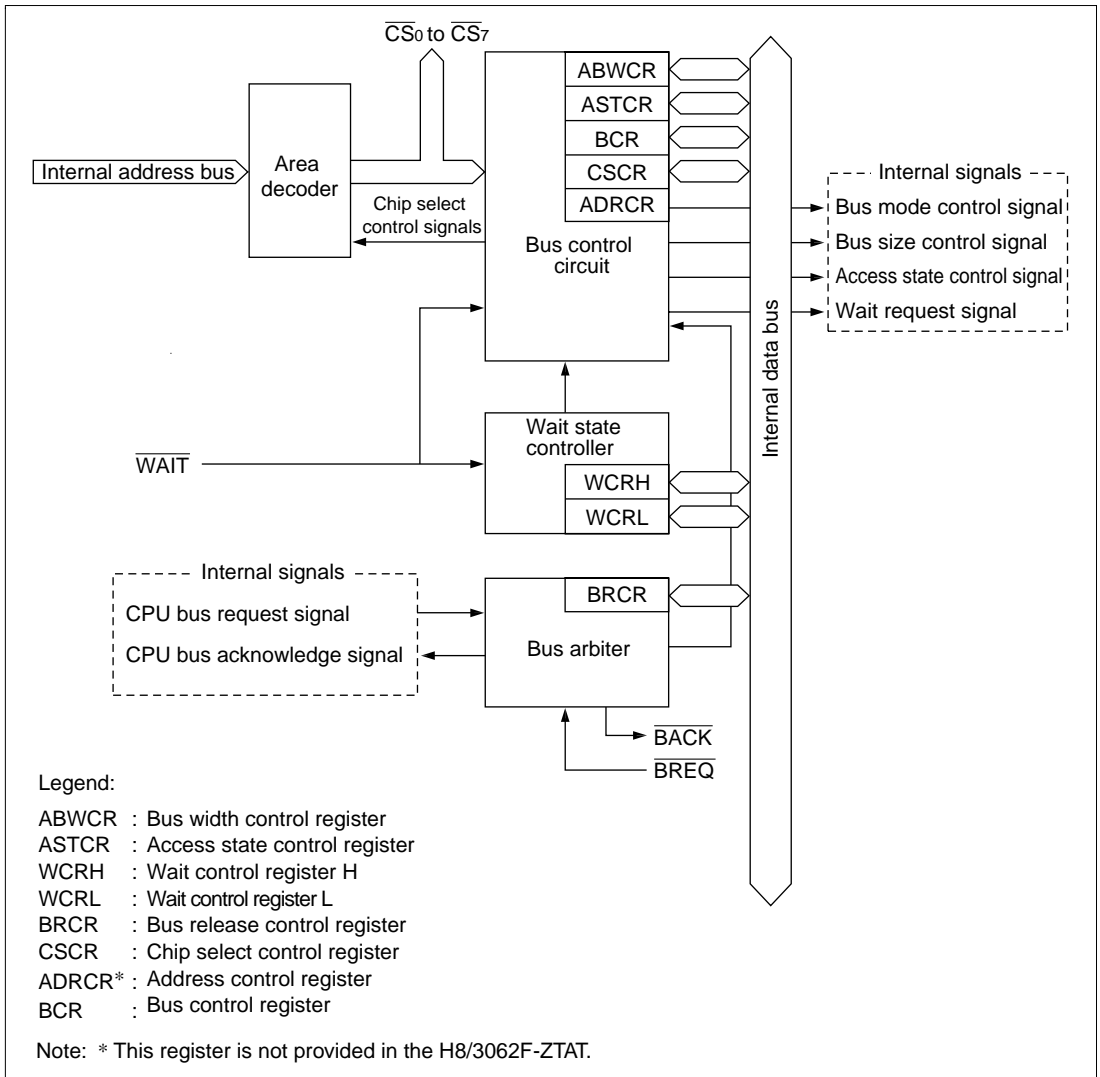 CS0 to CS7
ABWCR
ASTCR
BCR
CSCR
ADRCR
Internal address bus
Area
decoder
Chip select
control signals
Bus control
circuit
Internal signals
Bus mode control signal
Bus size control signal
Access state control signal
Wait request signal
Internal data bus
WAIT
Wait state
controller
WCRH
WCRL
Internal signals
CPU bus request signal
CPU bus acknowledge signal
BRCR
Bus arbiter
BACK
BREQ
Legend:
ABWCR : Bus width control register
ASTCR : Access state control register
WCRH : Wait control register H
WCRL : Wait control register L
BRCR : Bus release control register
CSCR : Chip select control register
ADRCR* : Address control register
BCR : Bus control register
Note: * This register is not provided in the H8/3062F-ZTAT.